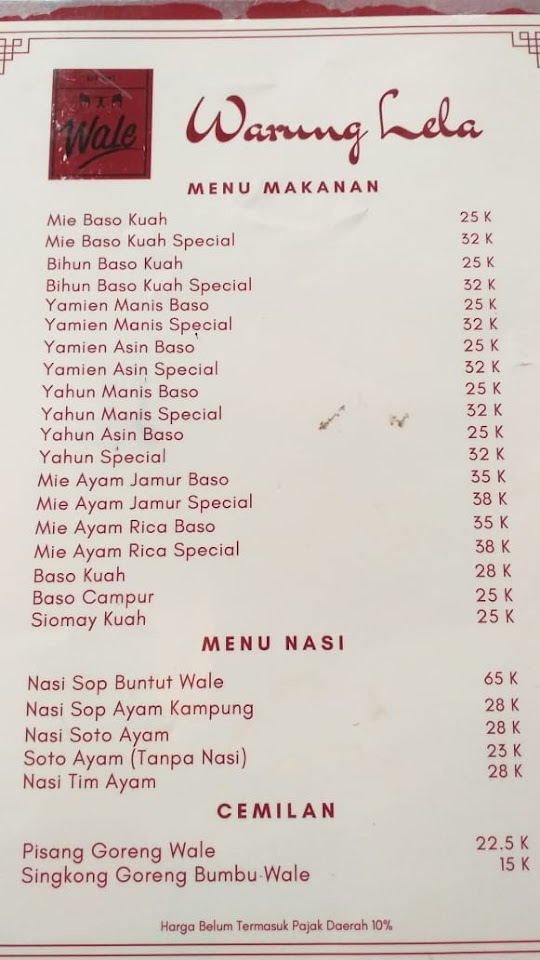 Wale
Warung Lela
MENU MAKANAN
Mie Baso Kuah 25 K
Mie Baso Kuah Special 32 K
Bihun Baso Kuah 25 K
Bihun Baso Kuah Special 32 K
Yamien Manis Baso 25 K
Yamien Manis Special 32 K
Yamien Asin Baso 25 K
Yamien Asin Special 32 K
Yahun Manis Baso 25 K
Yahun Manis Special 32 K
Yahun Asin Baso 25 K
Yahun Special 32 K
Mie Ayam Jamur Baso 35 K
Mie Ayam Jamur Special 38 K
Mie Ayam Rica Baso 35 K
Mie Ayam Rica Special 38 K
Baso Kuah 28 K
Baso Campur 25 K
Siomay Kuah 25 K
MENU NASI
Nasi Sop Buntut Wale 65 K
Nasi Sop Ayam Kampung 28 K
Nasi Soto Ayam 28 K
Soto Ayam (Tanpa Nasi) 23 K
Nasi Tim Ayam 28 K
CEMILAN
Pisang Goreng Wale 22.5 K
Singkong Goreng Bumbu Wale 15 K
Harga Belum Termasuk Pajak Daerah 10%